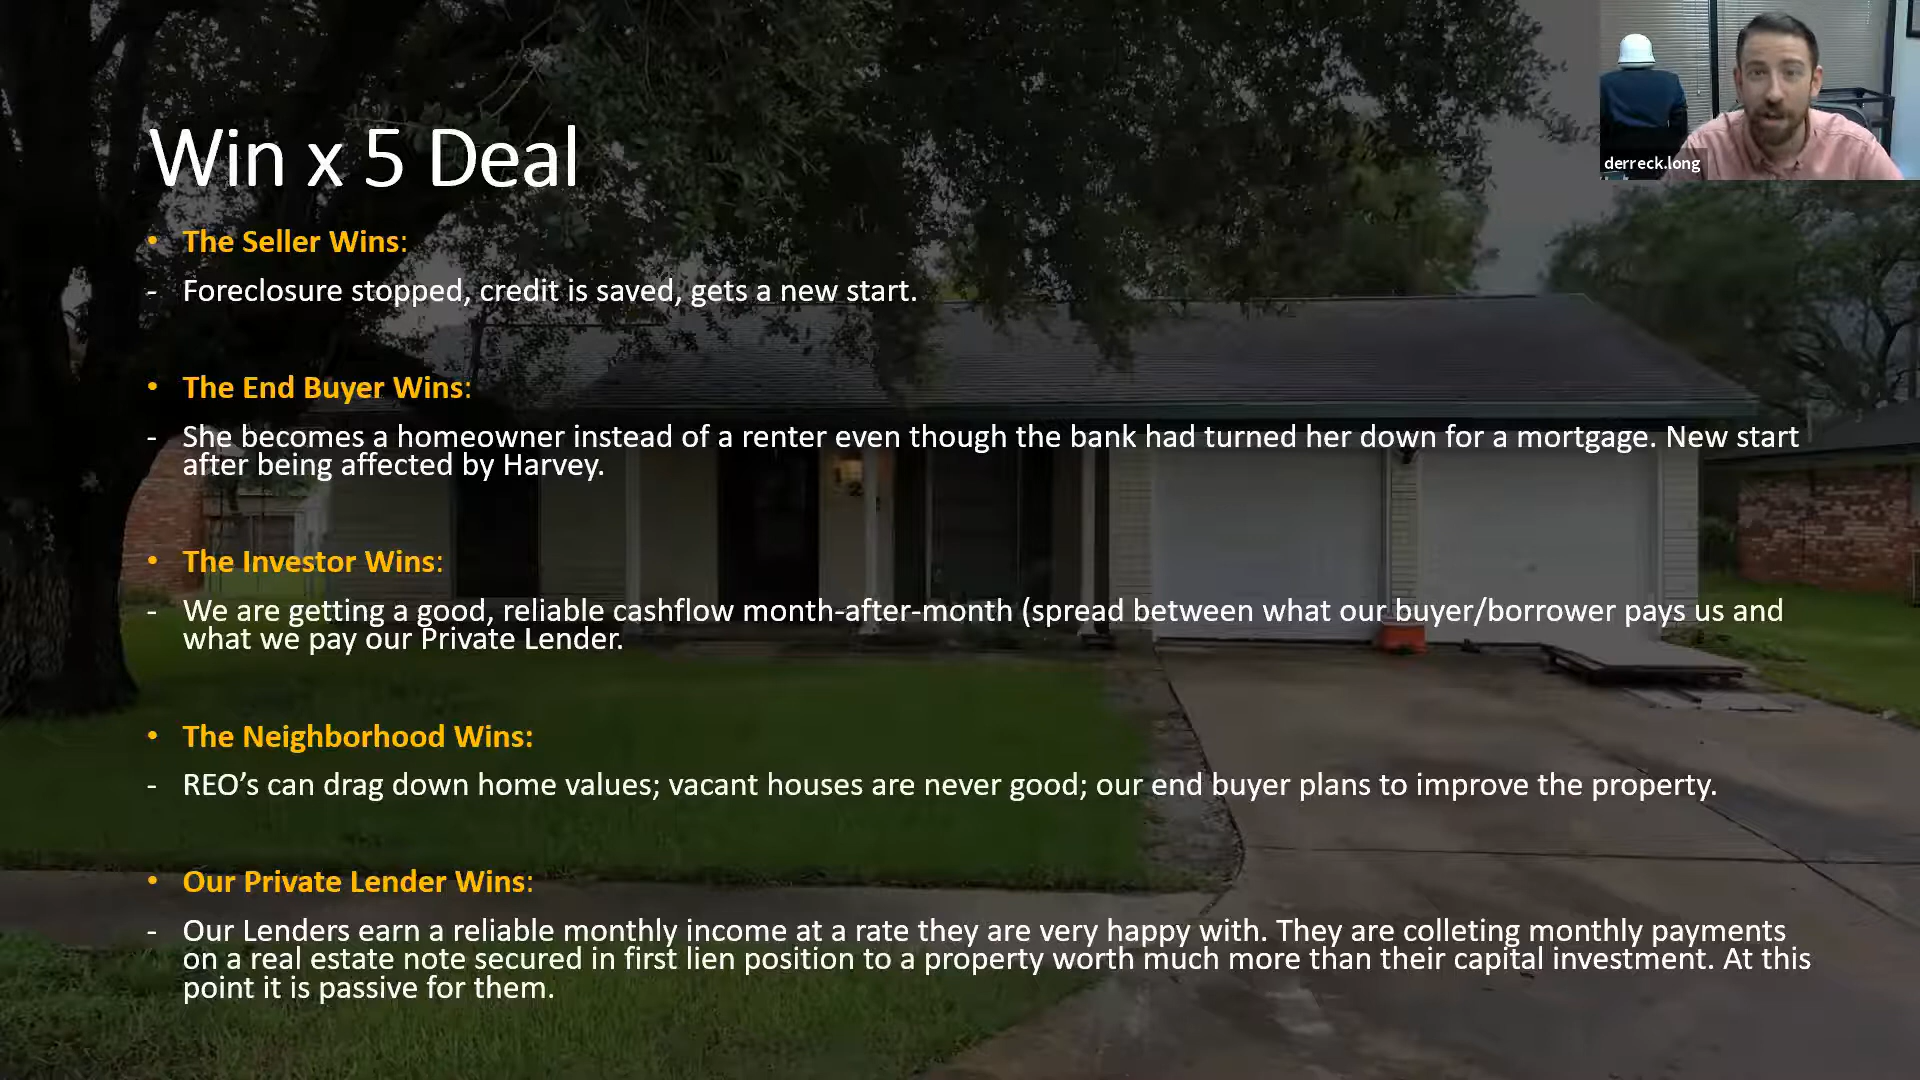 derreck.long
Win x 5 Deal
• The Seller Wins:
- Foreclosure stopped, credit is saved, gets a new start.
• The End Buyer Wins:
- She becomes a homeowner instead of a renter even though the bank had turned her down for a mortgage. New start
after being affected by Harvey.
• The Investor Wins:
- We are getting a good, reliable cashflow month-after-month (spread between what our buyer/borrower pays us and
what we pay our Private Lender.
• The Neighborhood Wins:
- REO’s can drag down home values; vacant houses are never good; our end buyer plans to improve the property.
• Our Private Lender Wins:
- Our Lenders earn a reliable monthly income at a rate they are very happy with. They are colleting monthly payments
on a real estate note secured in first lien position to a property worth much more than their capital investment. At this
point it is passive for them.